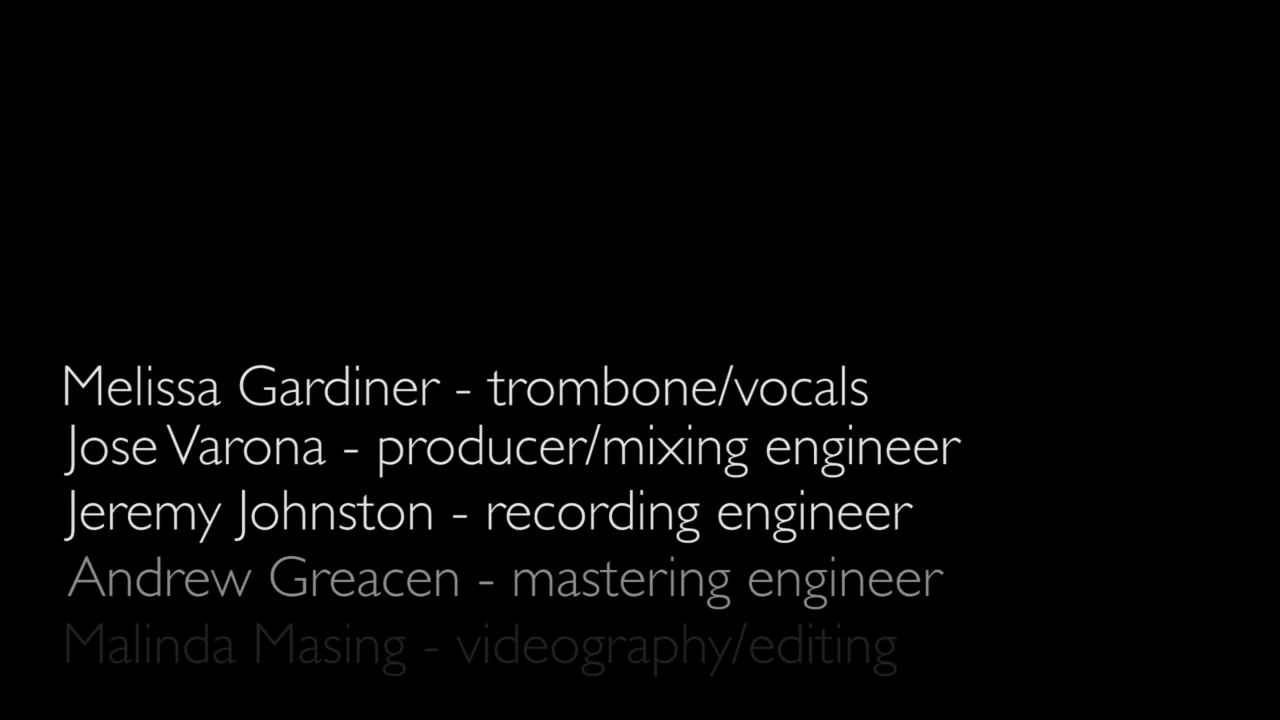 Melissa Gardiner - trombone/vocals
Jose Varona - producer/mixing engineer
Jeremy Johnston - recording engineer
Andrew Greacen - mastering engineer
Malinda Masing - videography/editing